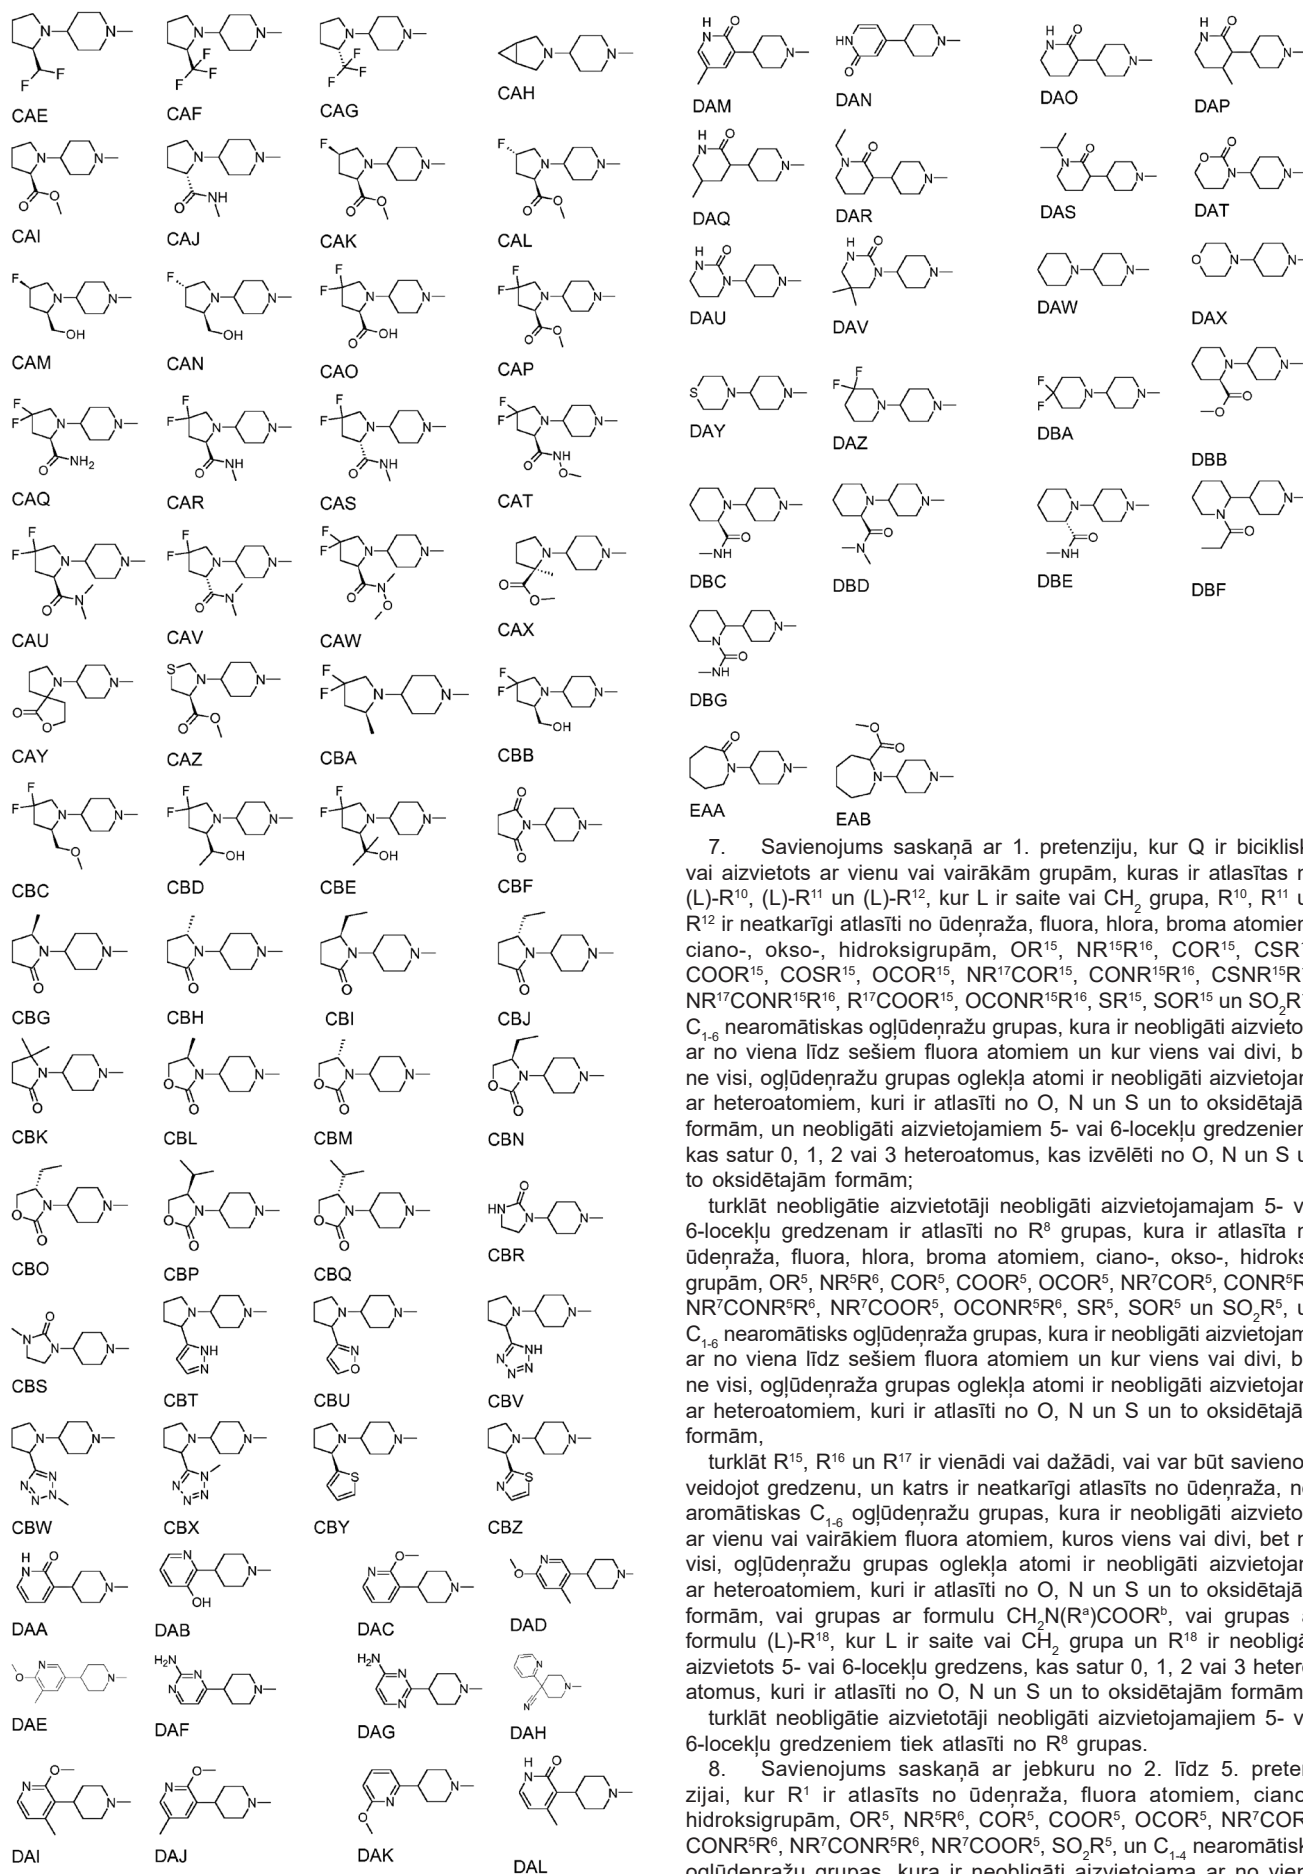 CAE CAF CAG CAH
CAI CAJ CAK CAL
CAM CAN CAO CAP
CAQ CAR CAS CAT
CAU CAV CAW CAX
CAY CAZ CBA CBB
CBC CBD CBE CBF
CBG CBH CBI CBJ
CBK CBL CBM CBN
CBO CBP CBQ CBR
CBS CBT CBU CBV
CBW CBX CBY CBZ
DAA DAB DAC DAD
DAE DAF DAG DAH
DAI DAJ DAK DAL
DAM DAN DAO DAP
DAQ DAR DAS DAT
DAU DAV DAW DAX
DAY DAZ DBA DBB
DBC DBD DBE DBF
DBG
EAA EAB
7. Savienojums saskaņā ar 1. pretenziju, kur Q ir biciklisk
vai aizvietots ar vienu vai vairākām grupām, kuras ir atlasītas n
(L)-R¹⁰, (L)-R¹¹ un (L)-R¹², kur L ir saite vai CH₂ grupa, R¹⁰, R¹¹ u
R¹² ir neatkarīgi atlasīti no ūdeņraža, fluora, hlora, broma atomiem
ciano-, okso-, hidroksigrupām, OR¹⁵, NR¹⁵R¹⁶, COR¹⁵, CSR
COOR¹⁵, COSR¹⁵, OCOR¹⁵, NR¹⁷COR¹⁵, CONR¹⁵R¹⁶, CSNR¹⁵R
NR¹⁷CONR¹⁵R¹⁶, R¹⁷COOR¹⁵, OCONR¹⁵R¹⁶, SR¹⁵, SOR¹⁵ un SO₂R
C₁₋₆ nearomātiskas ogļūdeņražu grupas, kura ir neobligāti aizvieto
ar no viena līdz sešiem fluora atomiem un kur viens vai divi, b
ne visi, ogļūdeņražu grupas oglekļa atomi ir neobligāti aizvietojam
ar heteroatomiem, kuri ir atlasīti no O, N un S un to oksidētajā
formām, un neobligāti aizvietojamiem 5- vai 6-locekļu gredzenien
kas satur 0, 1, 2 vai 3 heteroatomus, kas izvēlēti no O, N un S u
to oksidētajām formām;
turklāt neobligātie aizvietotāji neobligāti aizvietojamajam 5- v
6-locekļu gredzenam ir atlasīti no R⁸ grupas, kura ir atlasīta n
ūdeņraža, fluora, hlora, broma atomiem, ciano-, okso-, hidroks
grupām, OR⁵, NR⁵R⁶, COR⁵, COOR⁵, OCOR⁵, NR⁷COR⁵, CONR⁵R
NR⁷CONR⁵R⁶, NR⁷COOR⁵, OCONR⁵R⁶, SR⁵, SOR⁵ un SO₂R⁵, u
C₁₋₆ nearomātisks ogļūdeņraža grupas, kura ir neobligāti aizvietojam
ar no viena līdz sešiem fluora atomiem un kur viens vai divi, b
ne visi, ogļūdeņraža grupas oglekļa atomi ir neobligāti aizvietojam
ar heteroatomiem, kuri ir atlasīti no O, N un S un to oksidētajā
formām,
turklāt R¹⁵, R¹⁶ un R¹⁷ ir vienādi vai dažādi, vai var būt savieno
veidojot gredzenu, un katrs ir neatkarīgi atlasīts no ūdeņraža, n
aromātiskas C₁₋₆ ogļūdeņražu grupas, kura ir neobligāti aizvieto
ar vienu vai vairākiem fluora atomiem, kuros viens vai divi, bet n
visi, ogļūdeņražu grupas oglekļa atomi ir neobligāti aizvietojam
ar heteroatomiem, kuri ir atlasīti no O, N un S un to oksidētajā
formām, vai grupas ar formulu CH₂N(Rᵃ)COORᵇ, vai grupas a
formulu (L)-R¹⁸, kur L ir saite vai CH₂ grupa un R¹⁸ ir neobligā
aizvietots 5- vai 6-locekļu gredzens, kas satur 0, 1, 2 vai 3 heter
atomus, kuri ir atlasīti no O, N un S un to oksidētajām formām
turklāt neobligātie aizvietotāji neobligāti aizvietojamajiem 5- v
6-locekļu gredzeniem tiek atlasīti no R⁸ grupas.
8. Savienojums saskaņā ar jebkuru no 2. līdz 5. preten
zijai, kur R¹ ir atlasīts no ūdeņraža, fluora atomiem, ciano
hidroksigrupām, OR⁵, NR⁵R⁶, COR⁵, COOR⁵, OCOR⁵, NR⁷COR
CONR⁵R⁶, NR⁷CONR⁵R⁶, NR⁷COOR⁵, SO₂R⁵, un C₁₋₄ nearomātisk
ogļūdeņražu grupas, kura ir neobligāti aizvietojama ar no vien